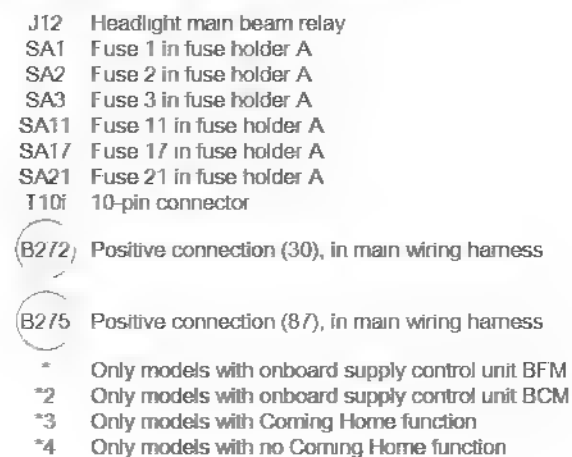 J12 Headlight main beam relay
SA1 Fuse 1 in fuse holder A
SA2 Fuse 2 in fuse holder A
SA3 Fuse 3 in fuse holder A
SA11 Fuse 11 in fuse holder A
SA17 Fuse 17 in fuse holder A
SA21 Fuse 21 in fuse holder A
T10f 10-pin connector
B272 Positive connection (30), in main wiring harness
B275 Positive connection (87), in main wiring harness
* Only models with onboard supply control unit BFM
*2 Only models with onboard supply control unit BCM
*3 Only models with Coming Home function
*4 Only models with no Coming Home function